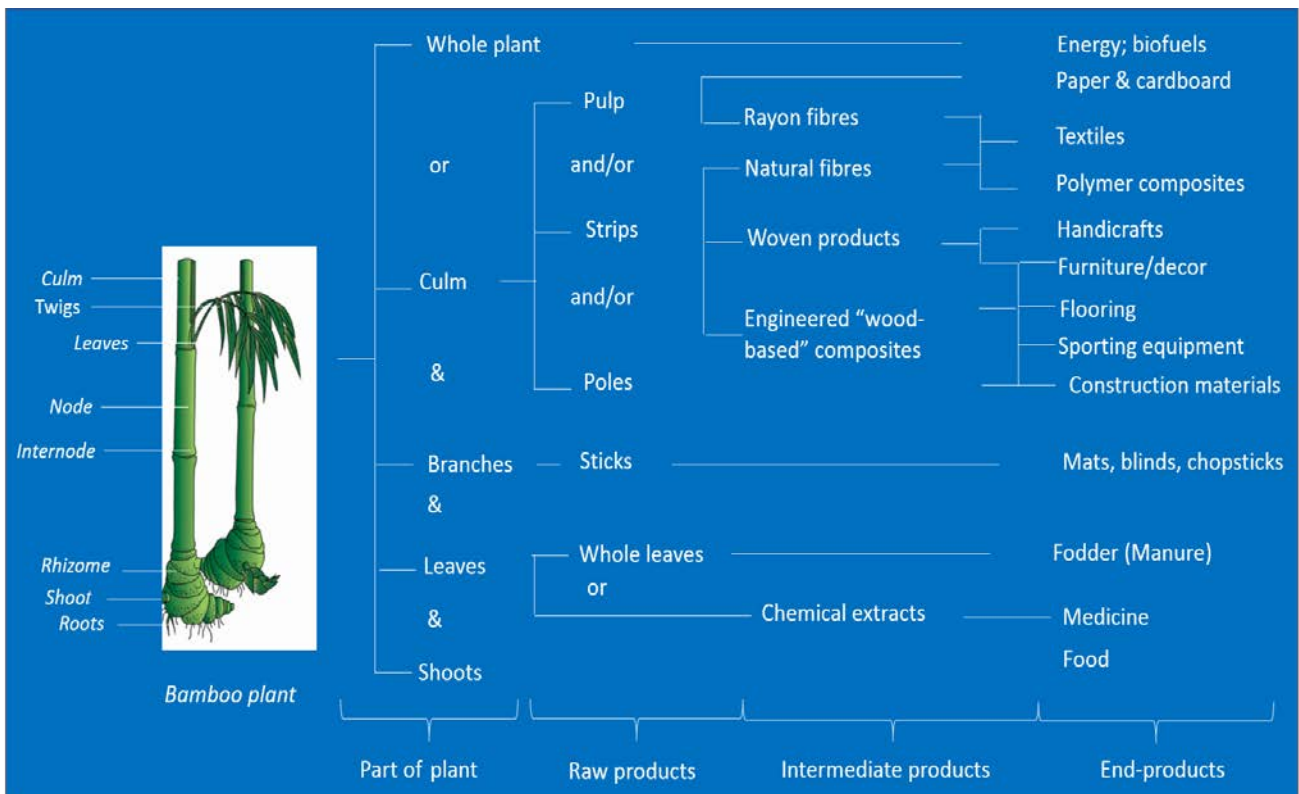 Whole plant
Energy; biofuels
Paper & cardboard
Pulp
Rayon fibres
Textiles
or
and/or
Natural fibres
Polymer composites
Strips
Woven products
Handicrafts
Furniture/decor
Culm
Culm
and/or
Flooring
Twigs
Engineered “wood-
based” composites
Sporting equipment
Leaves
&
Poles
Construction materials
Node
Internode
Branches
Sticks
Mats, blinds, chopsticks
&
Rhizome
Leaves
Whole leaves
Fodder (Manure)
or
Shoot
Roots
&
Chemical extracts
Medicine
Shoots
Food
Bamboo plant
Part of plant
Raw products
Intermediate products
End-products